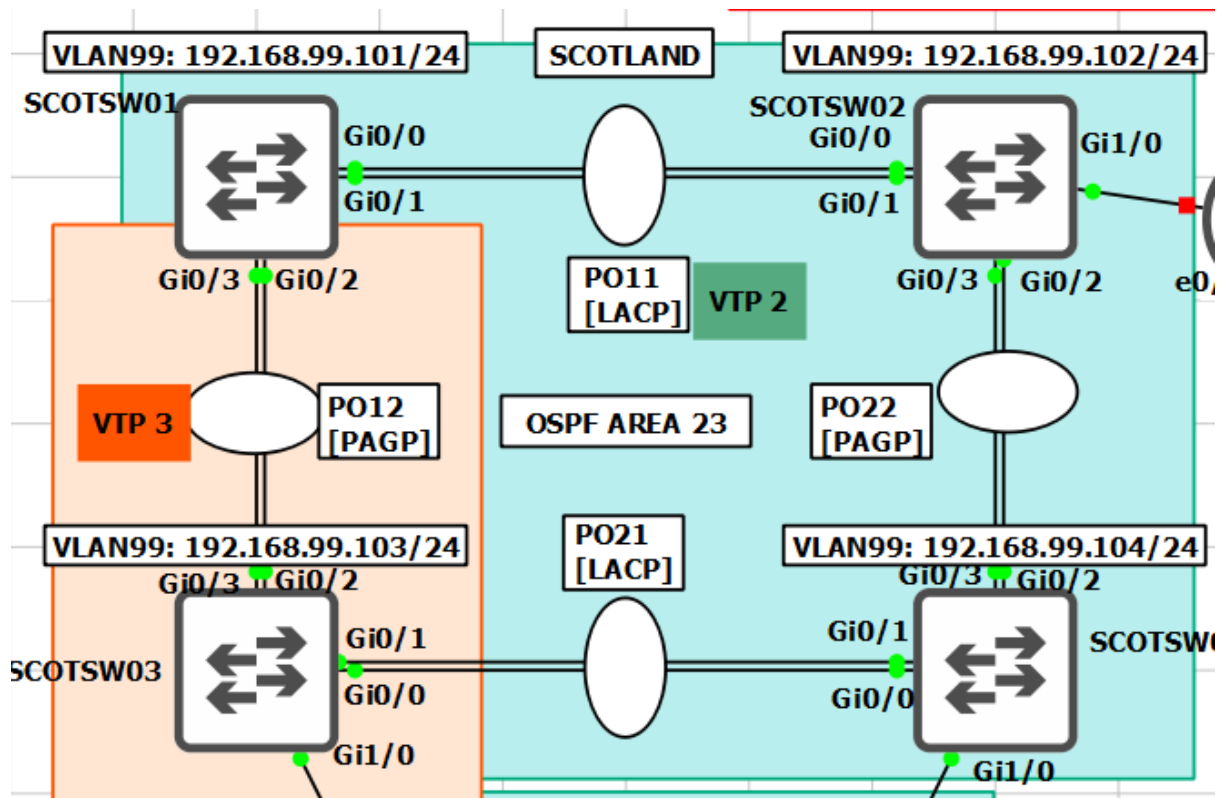 VLAN99: 192.168.99.101/24
SCOTLAND
VLAN99: 192.168.99.102/24
SCOTSW01
SCOTSW02
Gi0/0
Gi0/0
Gi1/0
Gi0/1
Gi0/1
Gi0/3
Gi0/2
PO11
[LACP]
VTP 2
Gi0/3
Gi0/2
VTP 3
PO12
[PAGP]
OSPF AREA 23
PO22
[PAGP]
VLAN99: 192.168.99.103/24
PO21
[LACP]
VLAN99: 192.168.99.104/24
Gi0/3
Gi0/2
Gi0/3
Gi0/2
Gi0/1
Gi0/1
SCOTSW03
Gi0/0
Gi0/0
Gi1/0
Gi1/0